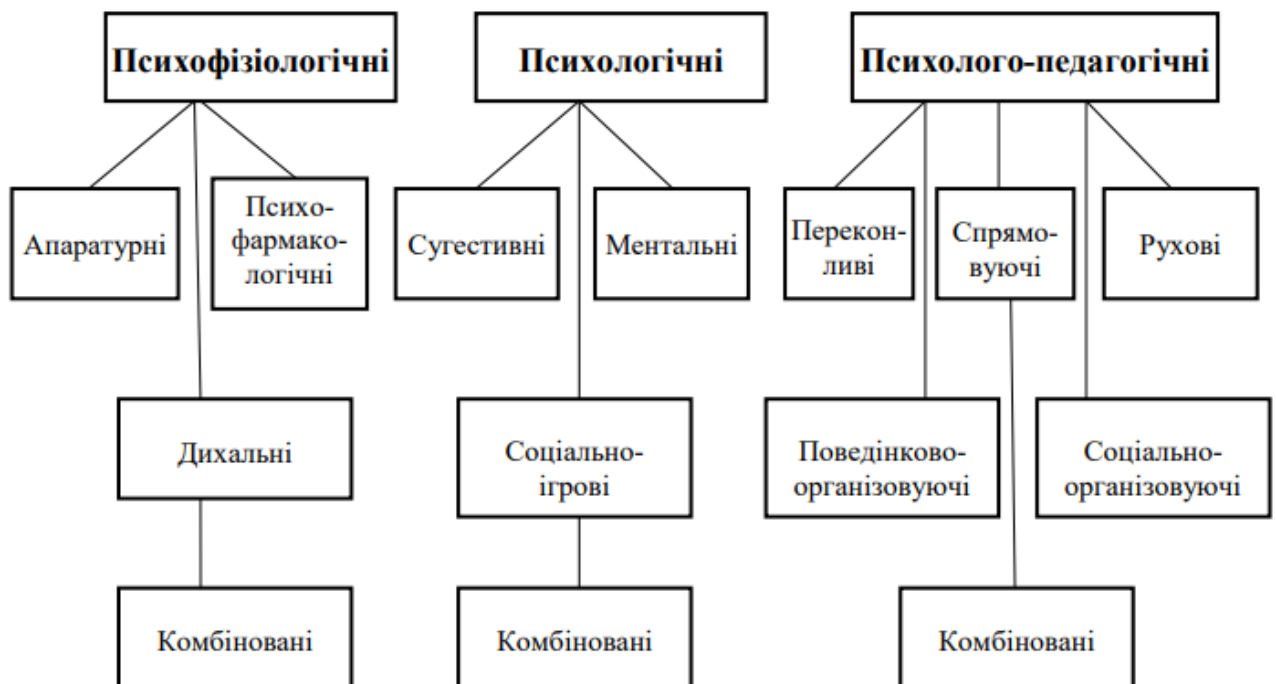 Психофізіологічні
Психологічні
Психолого-педагогічні
Апаратурні
Психо-
фармако-
логічні
Сугестивні
Ментальні
Перекон-
ливі
Спрямо-
вуючі
Рухові
Дихальні
Соціально-
ігрові
Поведінково-
організовуючі
Соціально-
організовуючі
Комбіновані
Комбіновані
Комбіновані